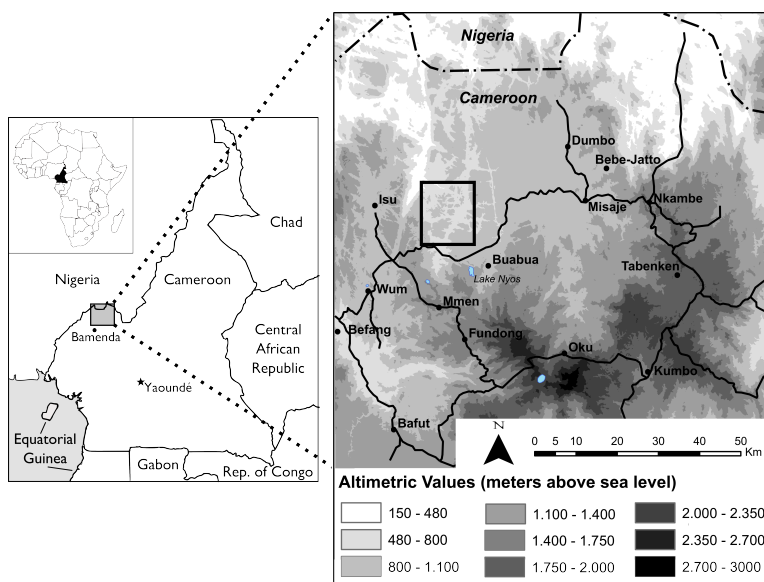 Chad
Nigeria
Cameroon
Bamenda
Central
African
Republic
Yaoundé
Equatorial
Guinea
Gabon
Rep. of Congo
Nigeria
Cameroon
Dumbo
Bebe-Jatto
Isu
Misaje
Nkambe
Buabua
Lake Nyos
Tabenken
Wum
Mmen
Befang
Fundong
Oku
Kumbo
Bafut
N
0 5 10 20 30 40 50
Km
Altimetric Values (meters above sea level)
150 - 480
1.100 - 1.400
2.000 - 2.350
480 - 800
1.400 - 1.750
2.350 - 2.700
800 - 1.100
1.750 - 2.000
2.700 - 3000